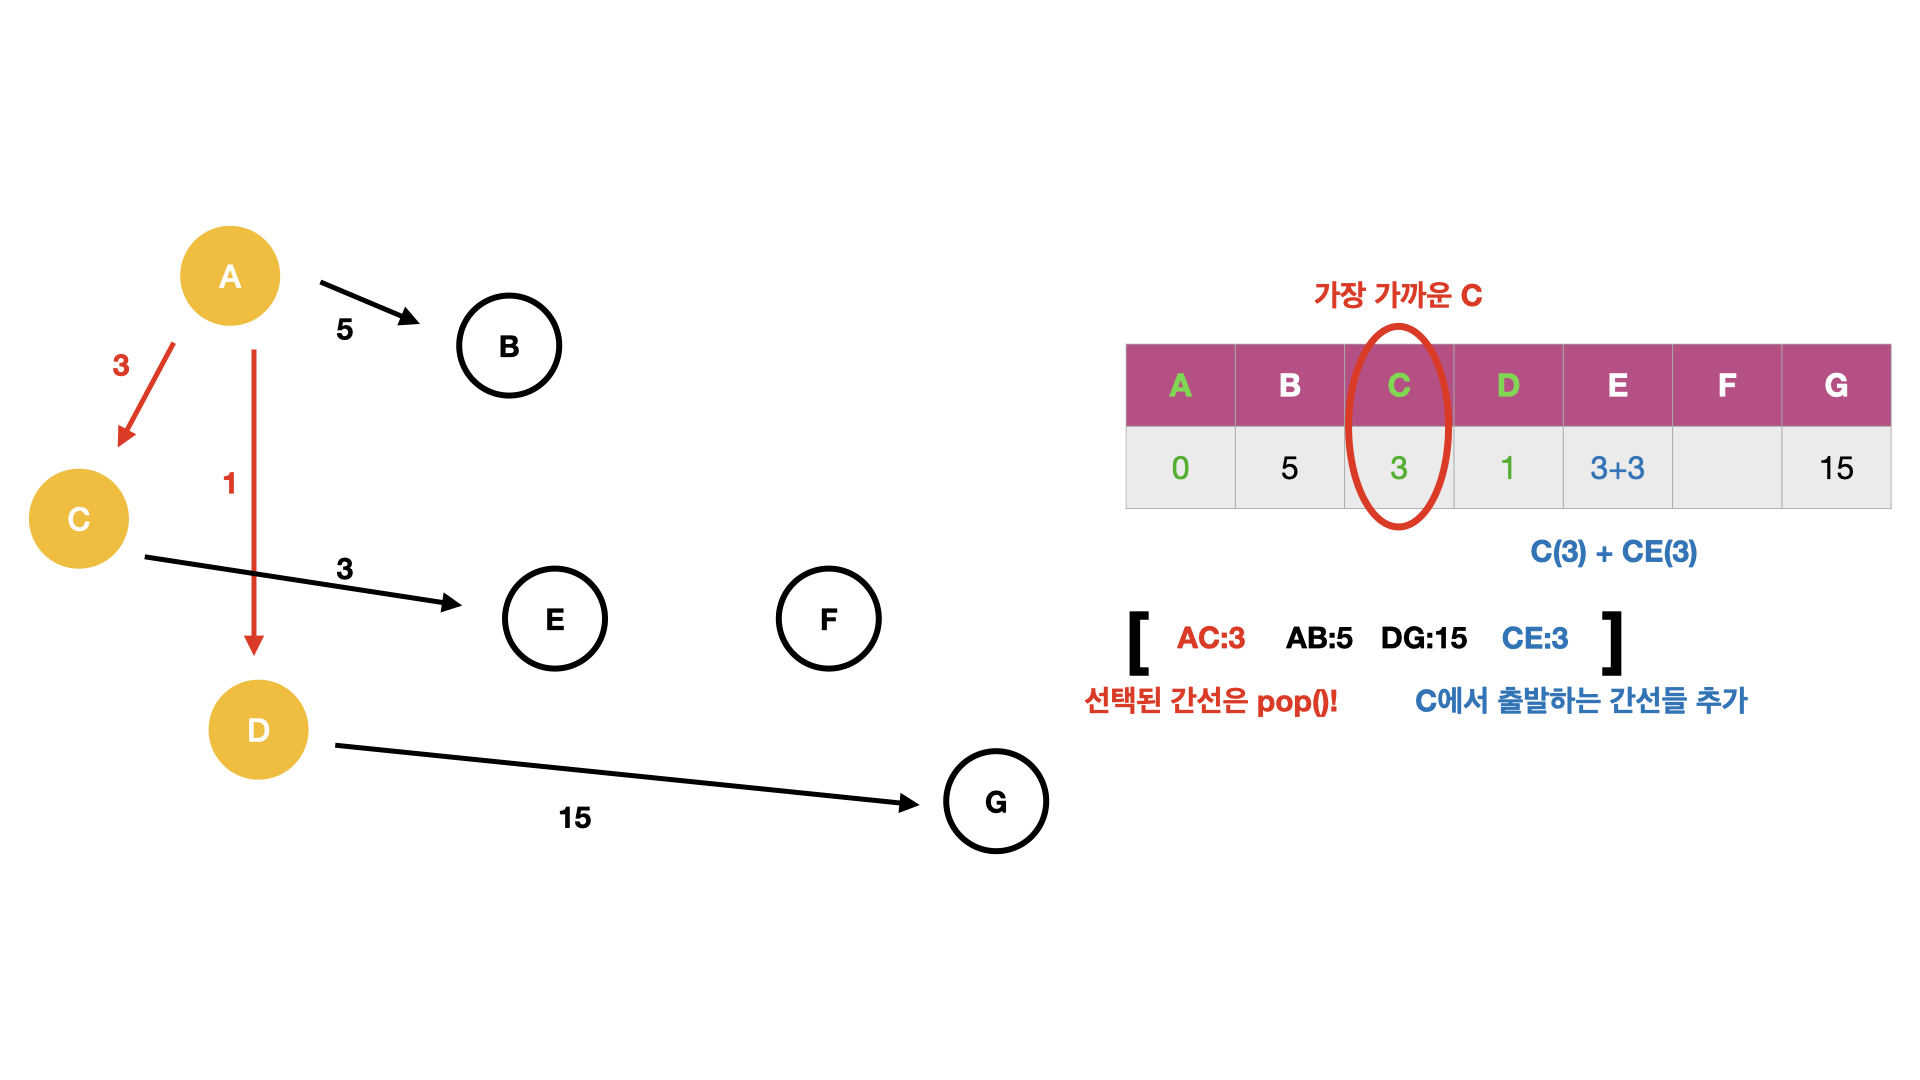 A
5
B
3
C
1
3
E
F
D
15
G
가장 가까운 C
A B C D E F G
0 5 3 1 3+3 15
C(3) + CE(3)
[ AC:3 AB:5 DG:15 CE:3 ]
선택된 간선은 pop()! C에서 출발하는 간선들 추가